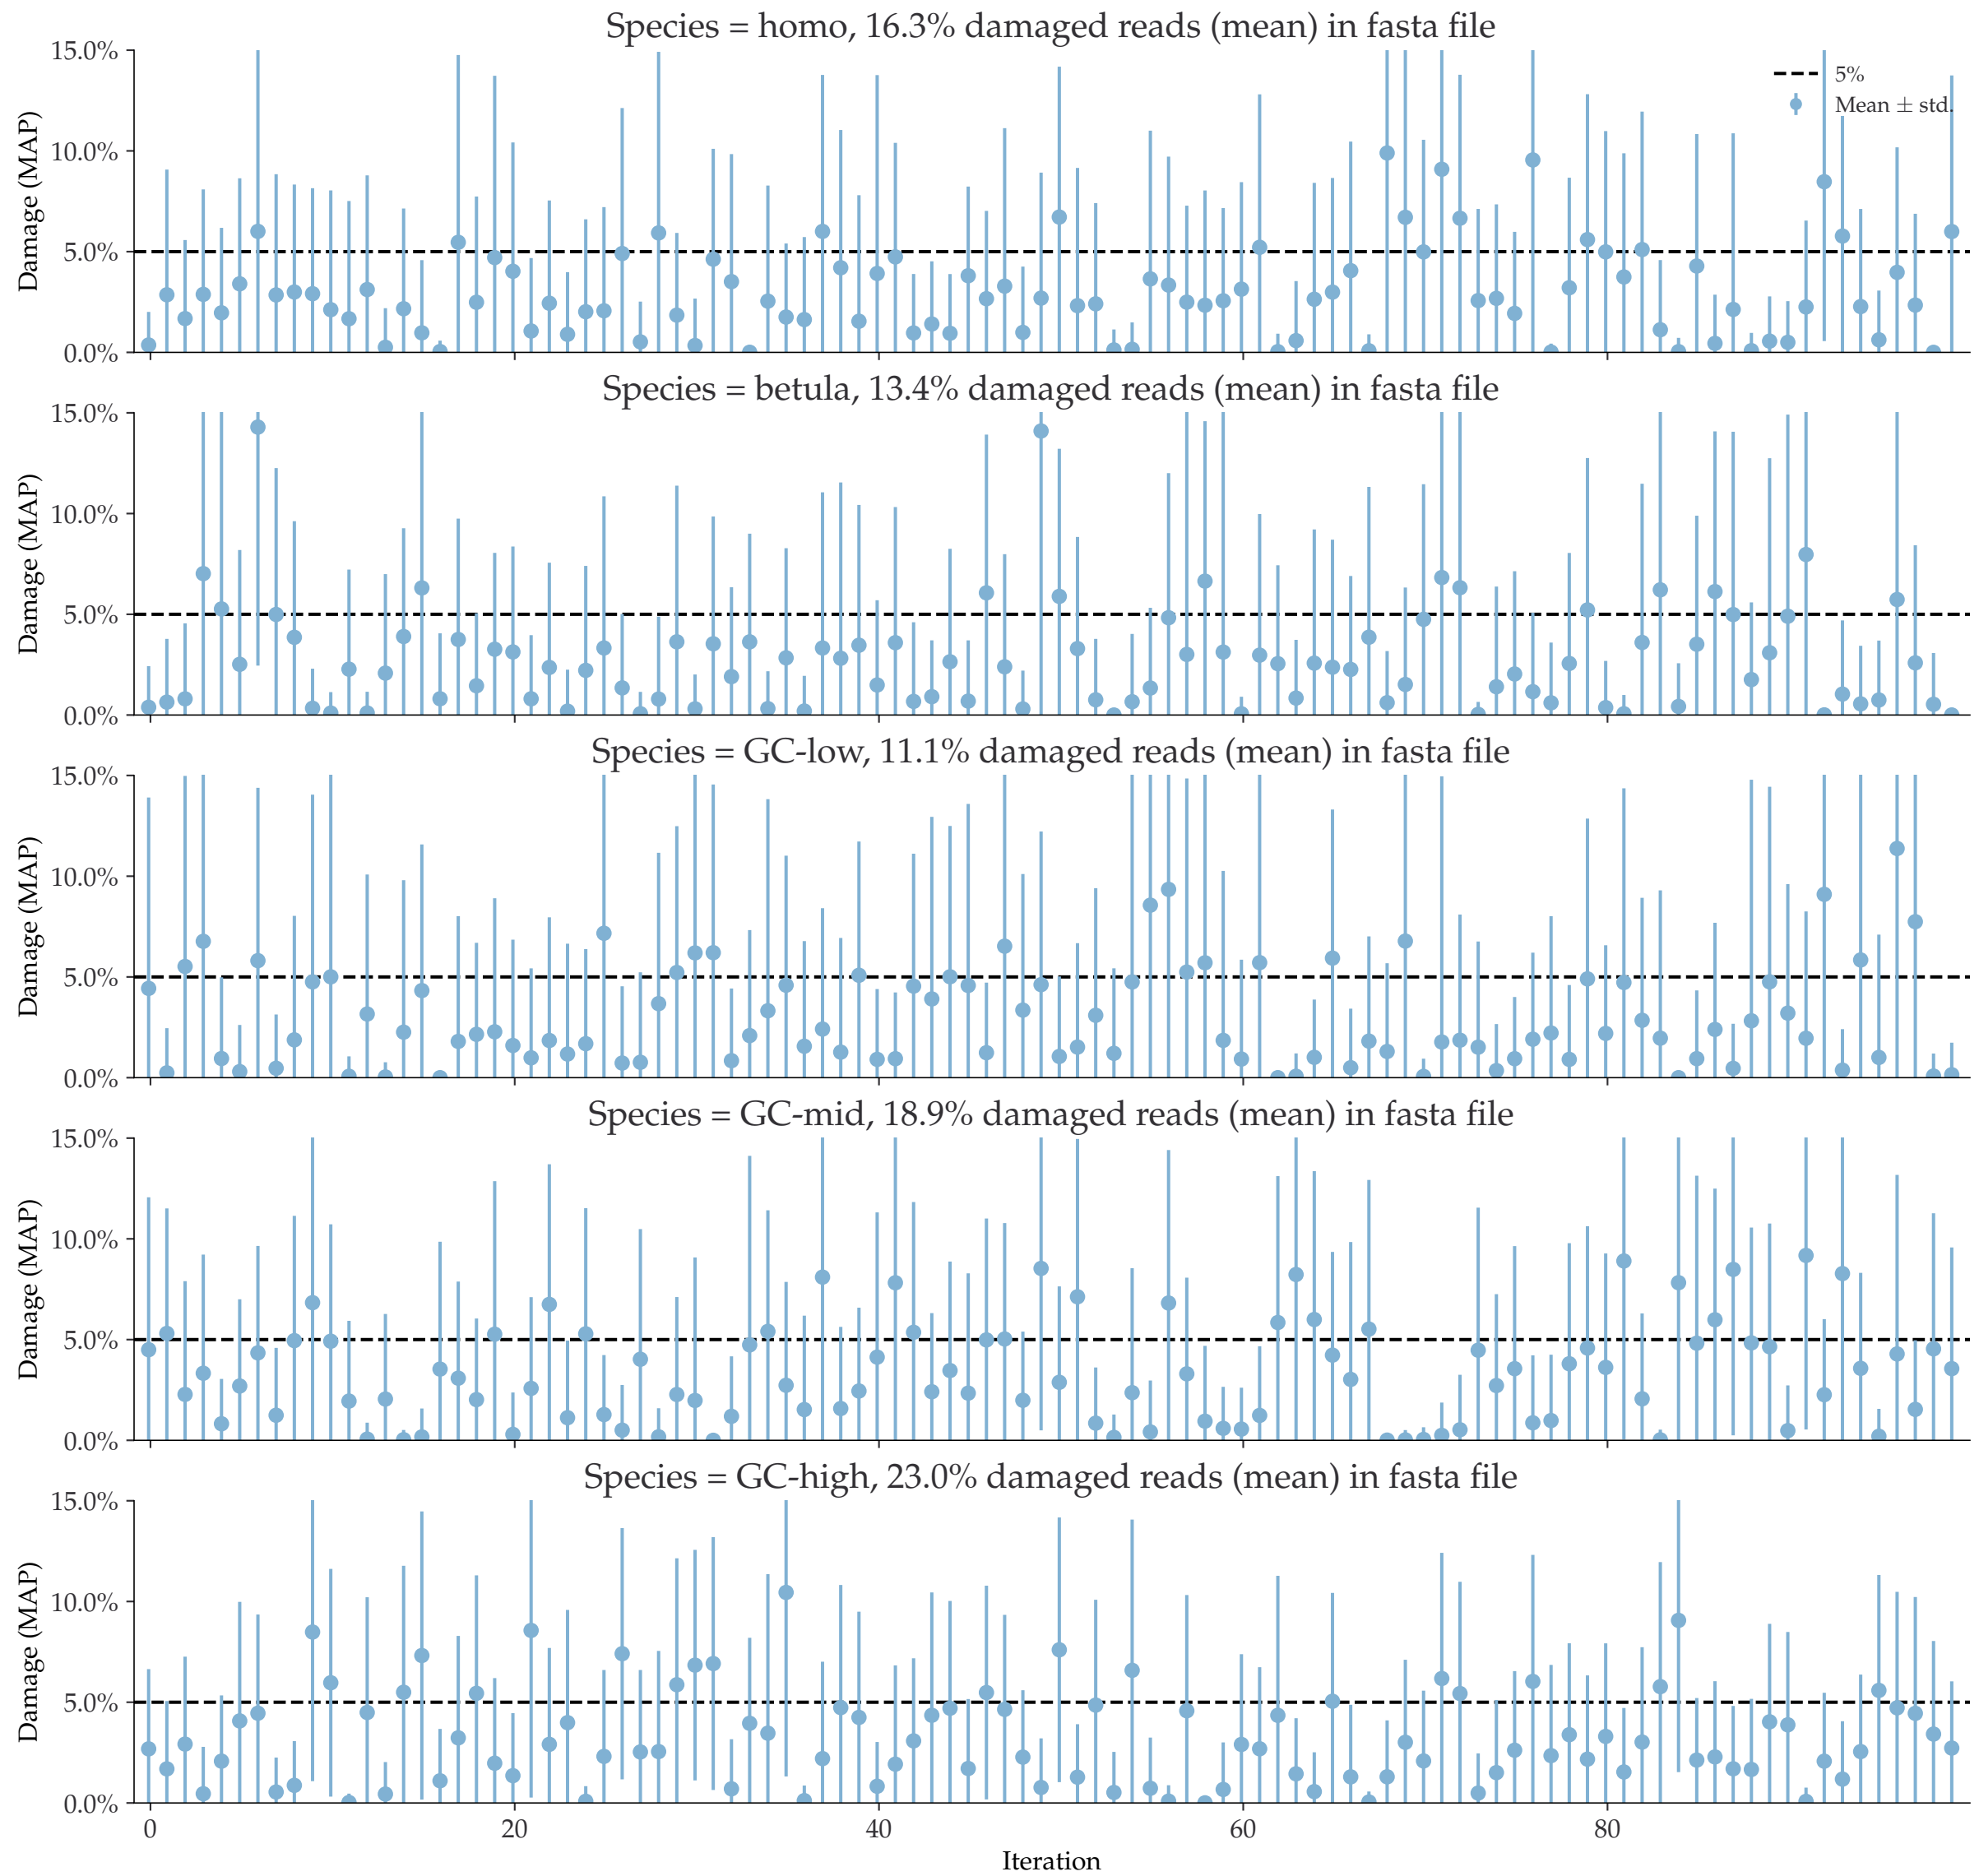 Species = homo, 16.3% damaged reads (mean) in fasta file
15.0%
10.0%
5.0%
0.0%
Damage (MAP)
5%
Mean ± std.
Species = betula, 13.4% damaged reads (mean) in fasta file
15.0%
10.0%
5.0%
0.0%
Damage (MAP)
Species = GC-low, 11.1% damaged reads (mean) in fasta file
15.0%
10.0%
5.0%
0.0%
Damage (MAP)
Species = GC-mid, 18.9% damaged reads (mean) in fasta file
15.0%
10.0%
5.0%
0.0%
Damage (MAP)
Species = GC-high, 23.0% damaged reads (mean) in fasta file
15.0%
10.0%
5.0%
0.0%
Damage (MAP)
0 20 40 60 80
Iteration